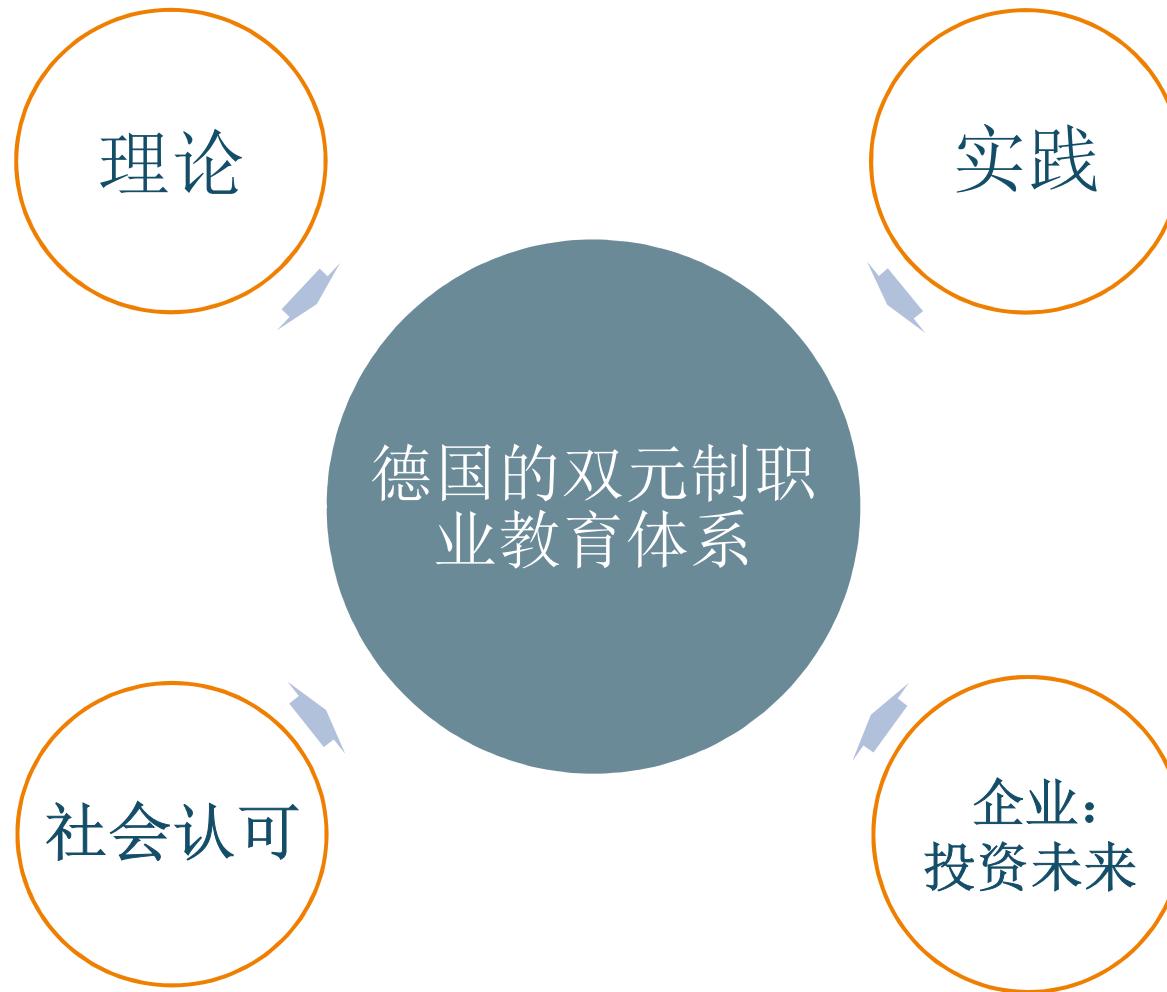 理论
实践
德国的双元制职
业教育体系
社会认可
企业：
投资未来